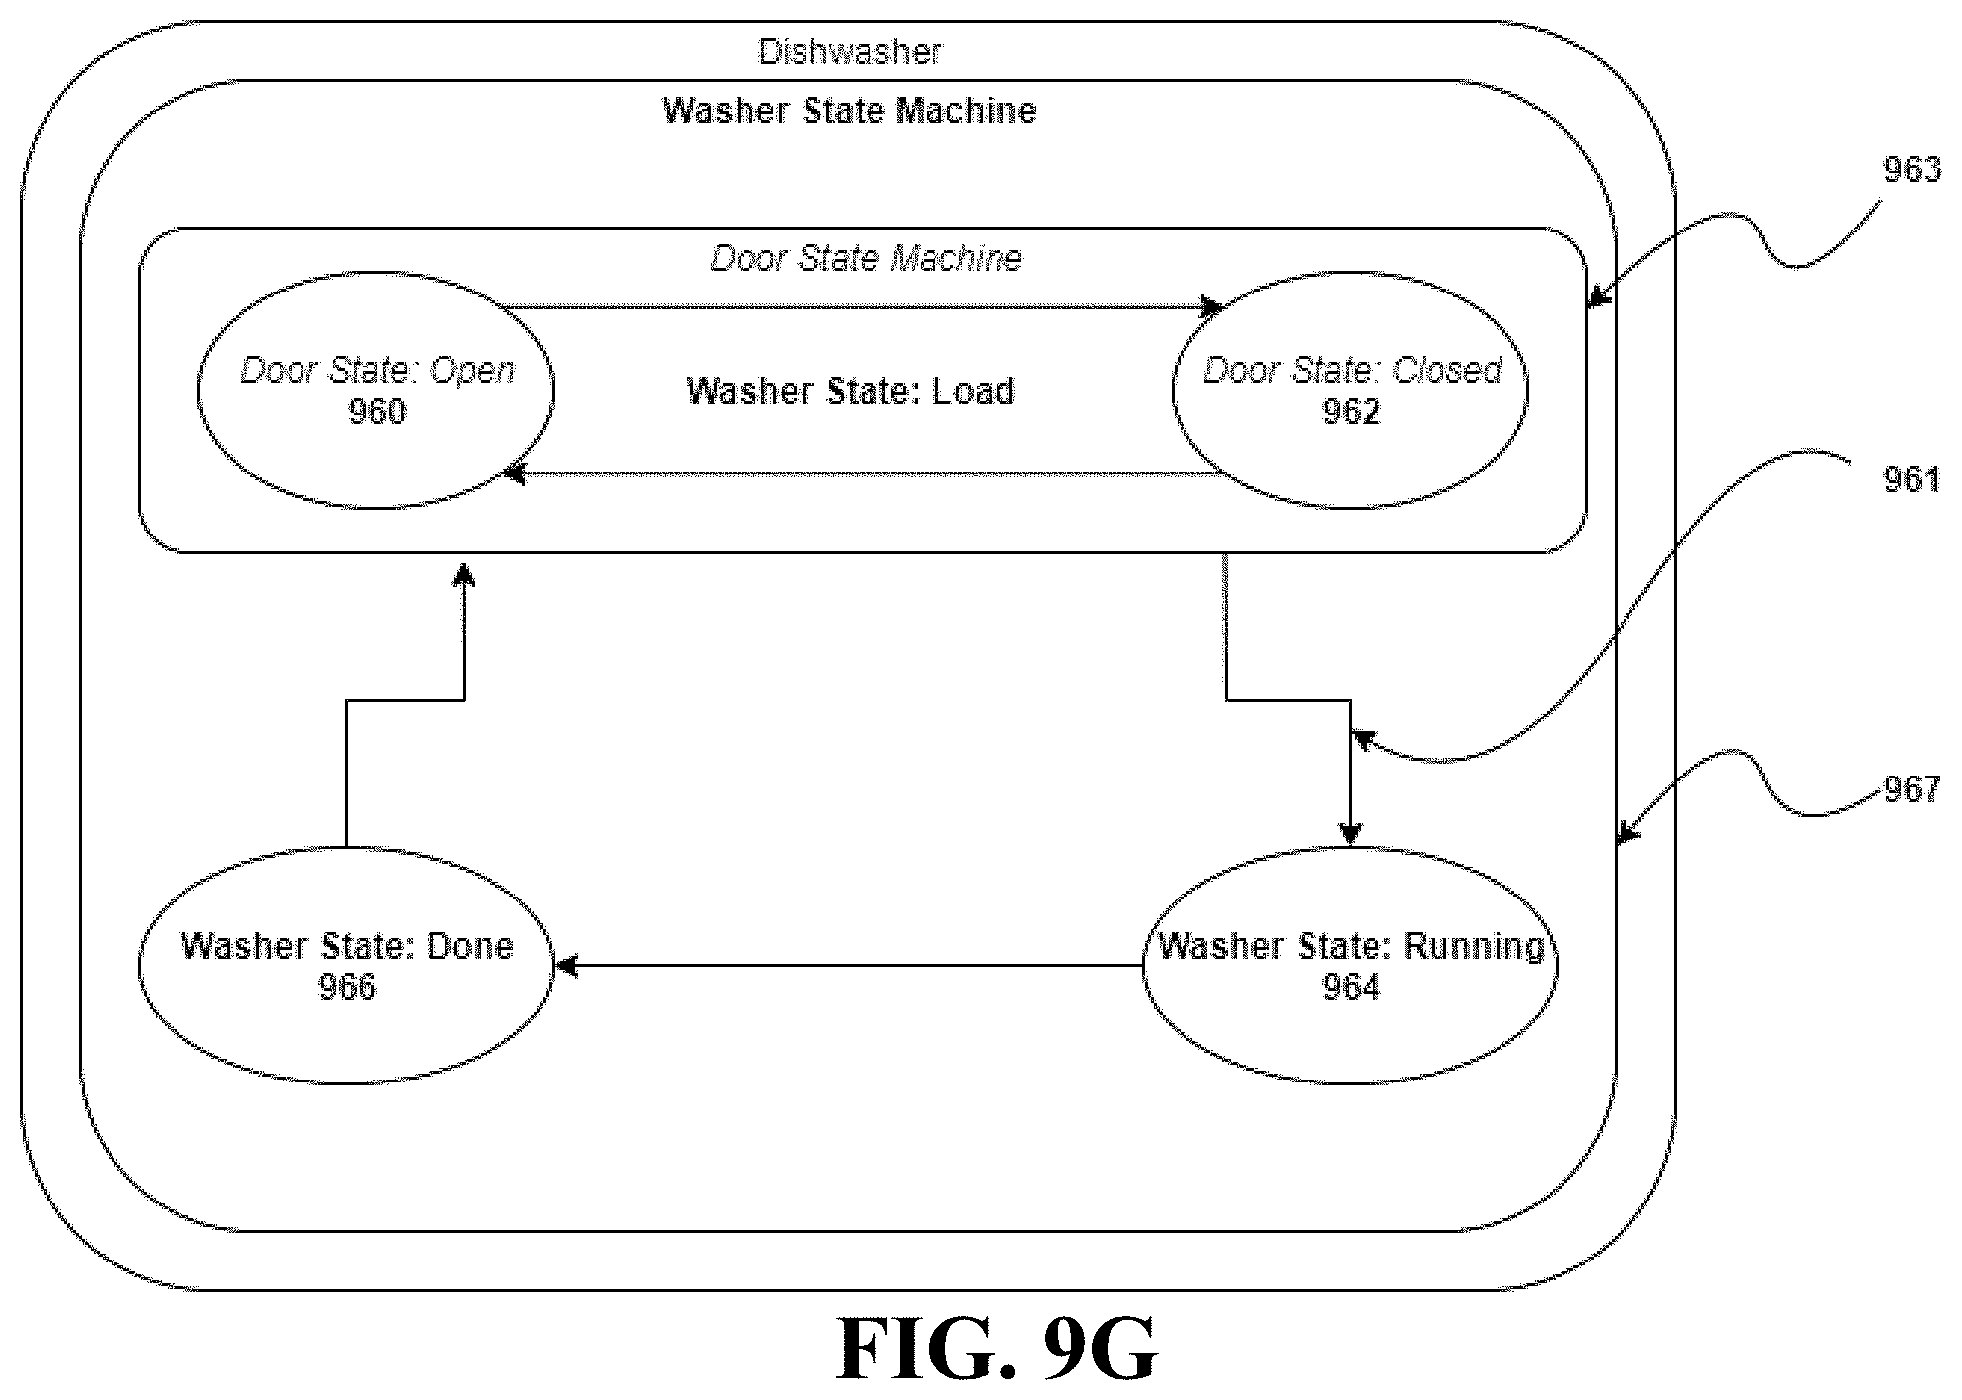 Dishwasher
Washer State Machine
963
Door State Machine
Door State: Open
960
Washer State: Load
Door State: Closed
962
961
967
Washer State: Done
966
Washer State: Running
964
FIG. 9G